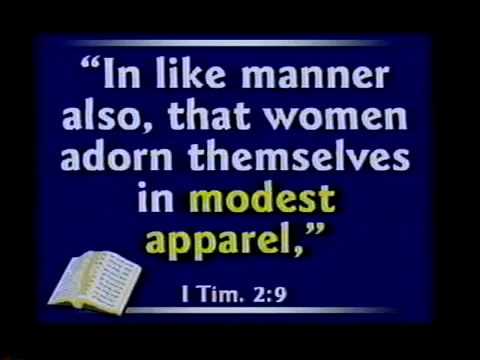 “In like manner
also, that women
adorn themselves
in modest
apparel,”
I Tim. 2:9